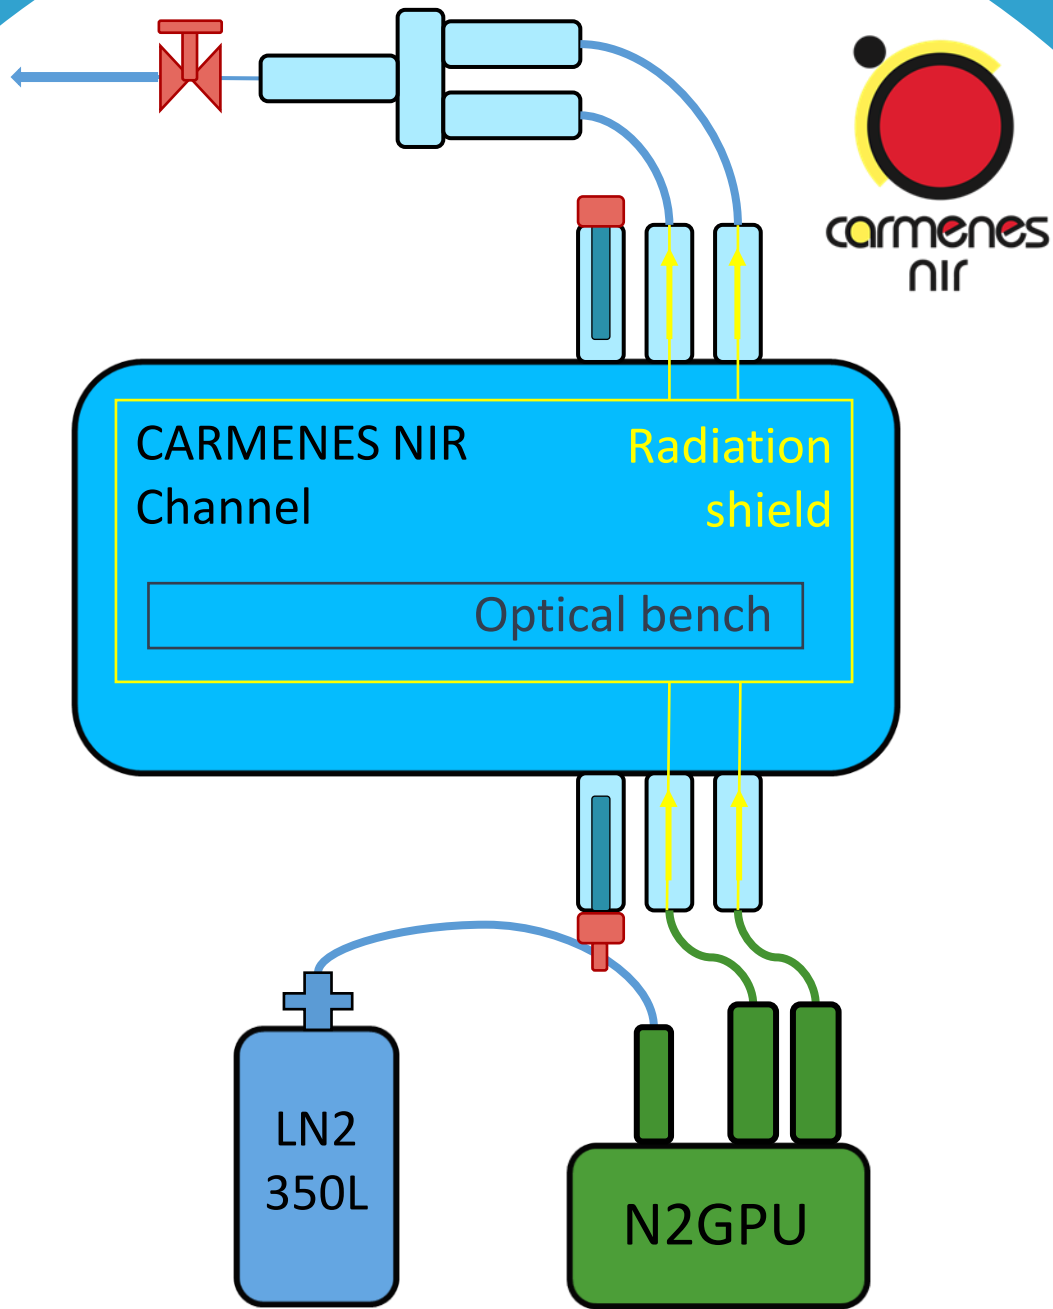 carmenes
nir
CARMENES NIR
Channel
Radiation
shield
Optical bench
LN2
350L
N2GPU